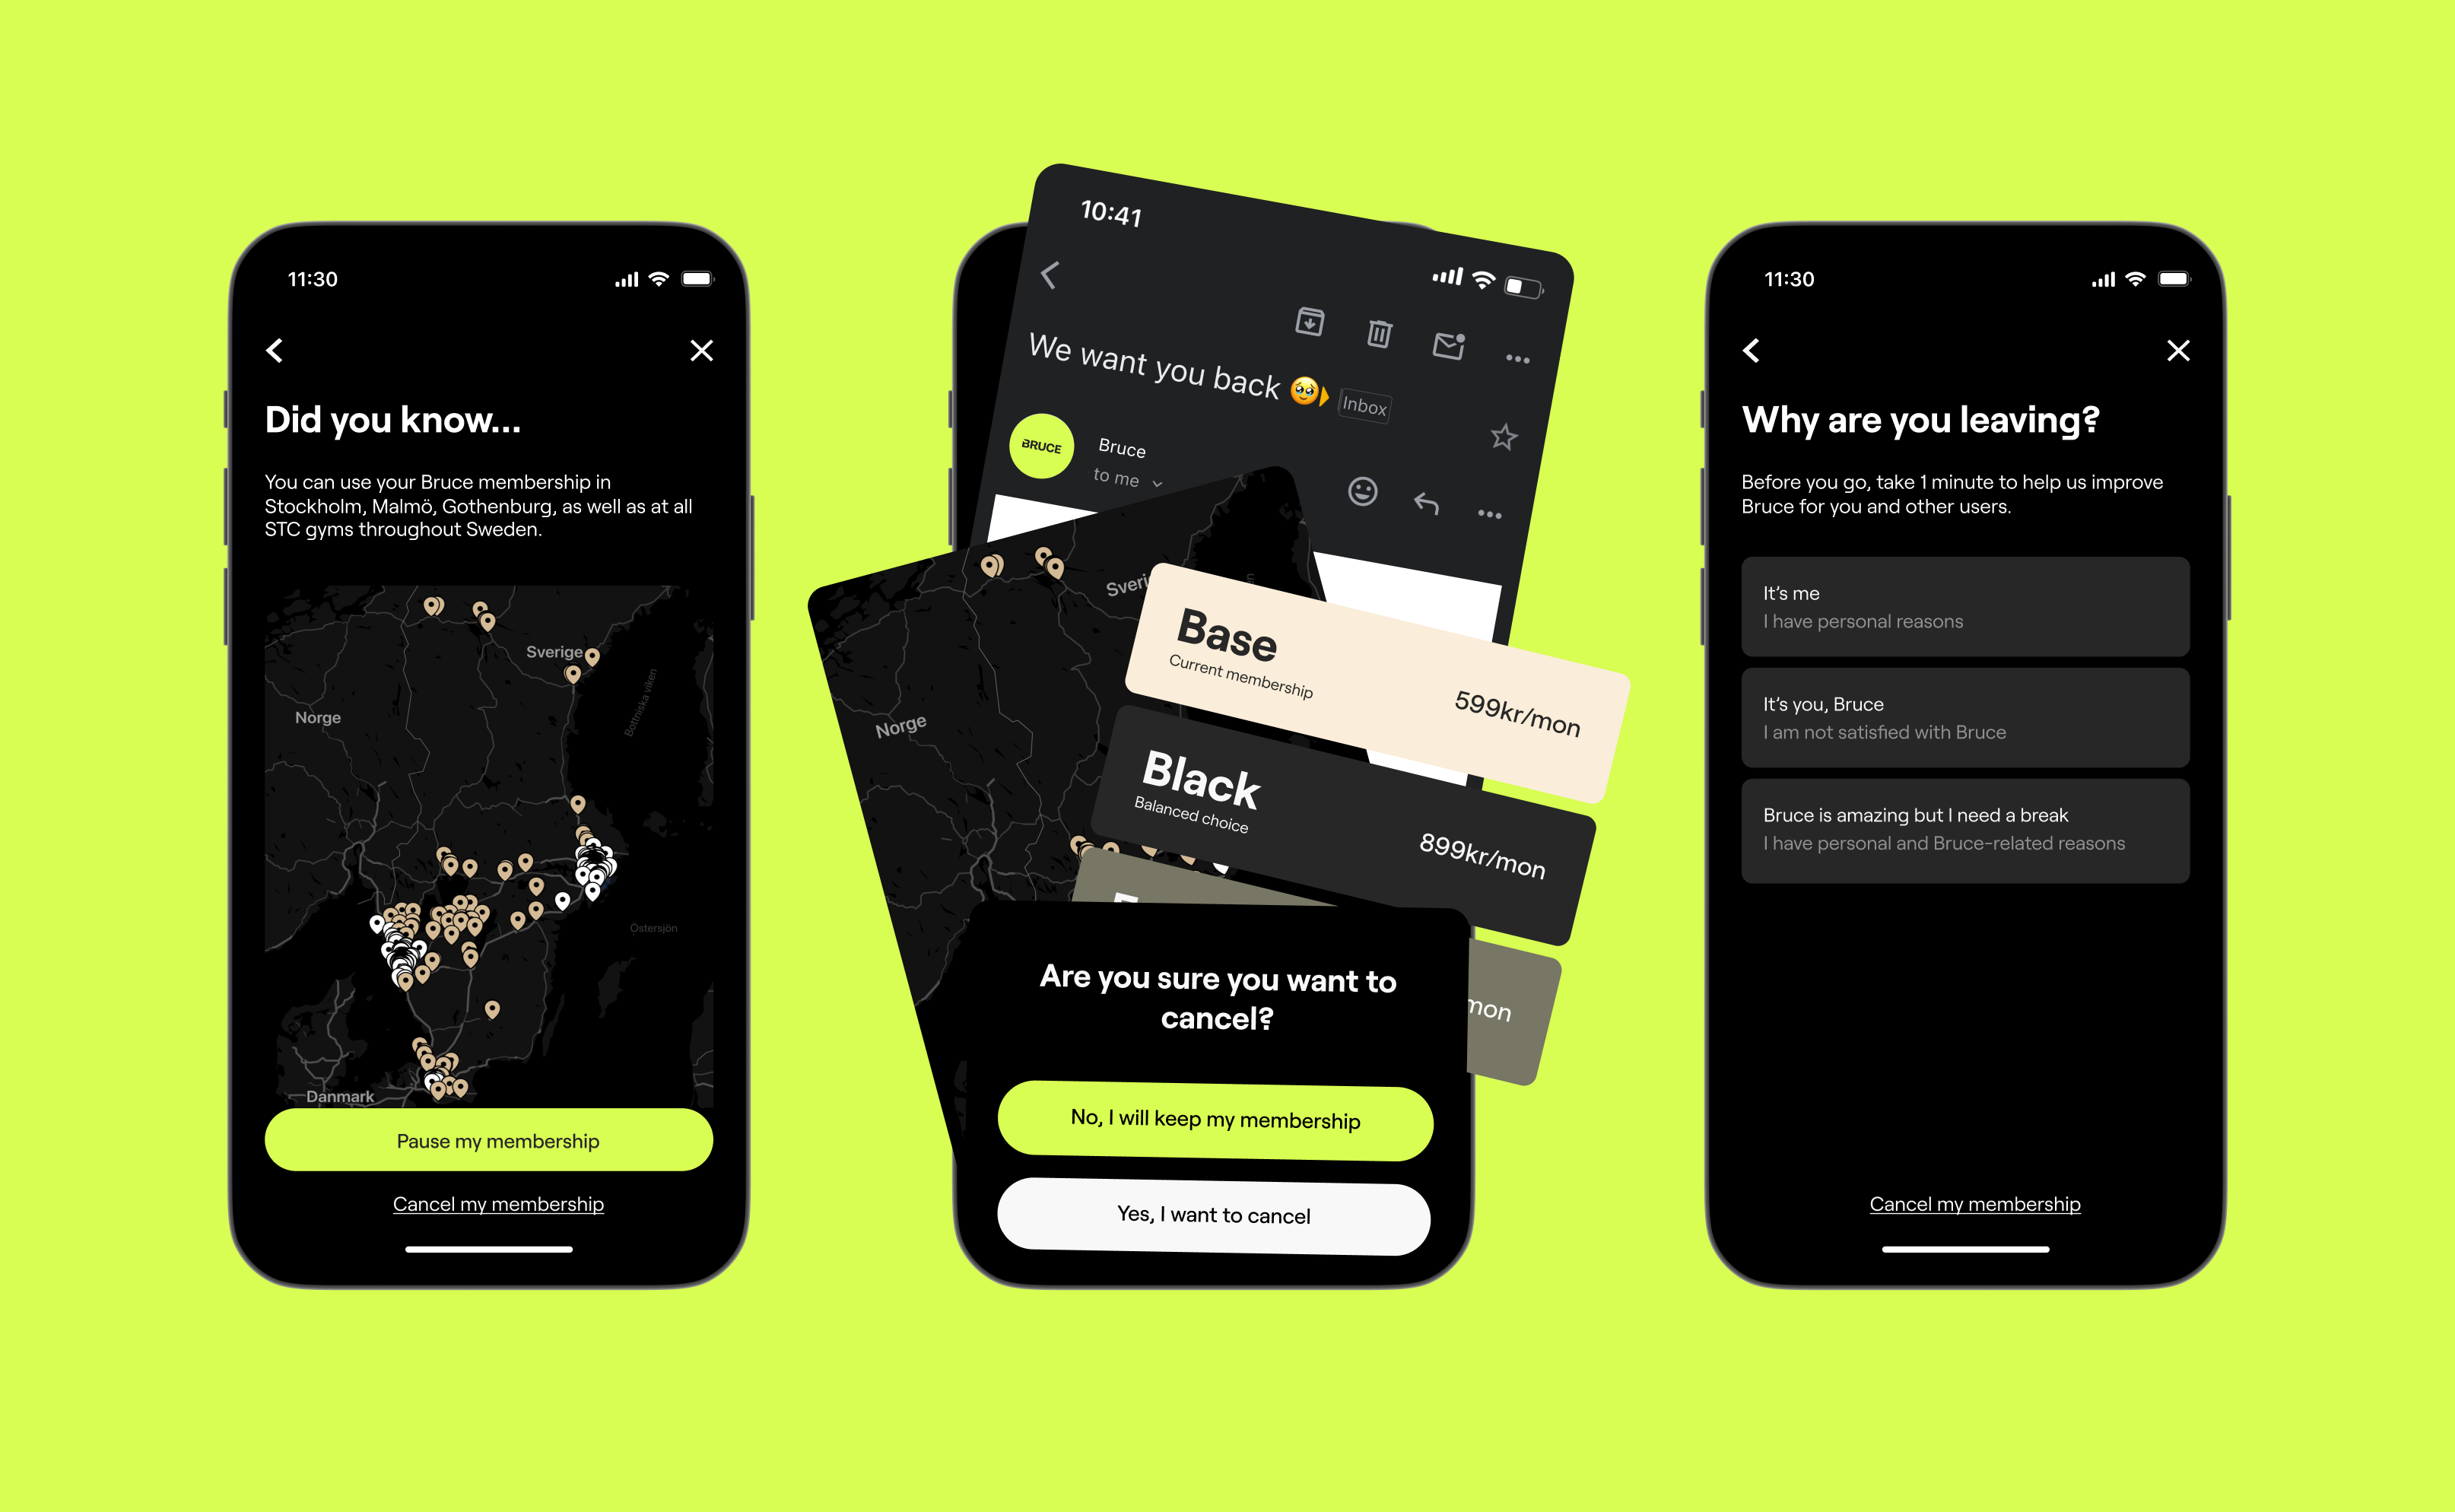 11:30
Did you know...
You can use your Bruce membership in
Stockholm, Malmö, Gothenburg, as well as at all
STC gyms throughout Sweden.
Sverige
Norge
Bottniska viken
Östersjön
Danmark
Pause my membership
Cancel my membership
10:41
We want you back 🥹 Inbox
BRUCE
Bruce
to me
Norge
Base
Current membership
599kr/mon
Black
Balanced choice
899kr/mon
Are you sure you want to
cancel?
No, I will keep my membership
Yes, I want to cancel
11:30
Why are you leaving?
Before you go, take 1 minute to help us improve
Bruce for you and other users.
It's me
I have personal reasons
It's you, Bruce
I am not satisfied with Bruce
Bruce is amazing but I need a break
I have personal and Bruce-related reasons
Cancel my membership